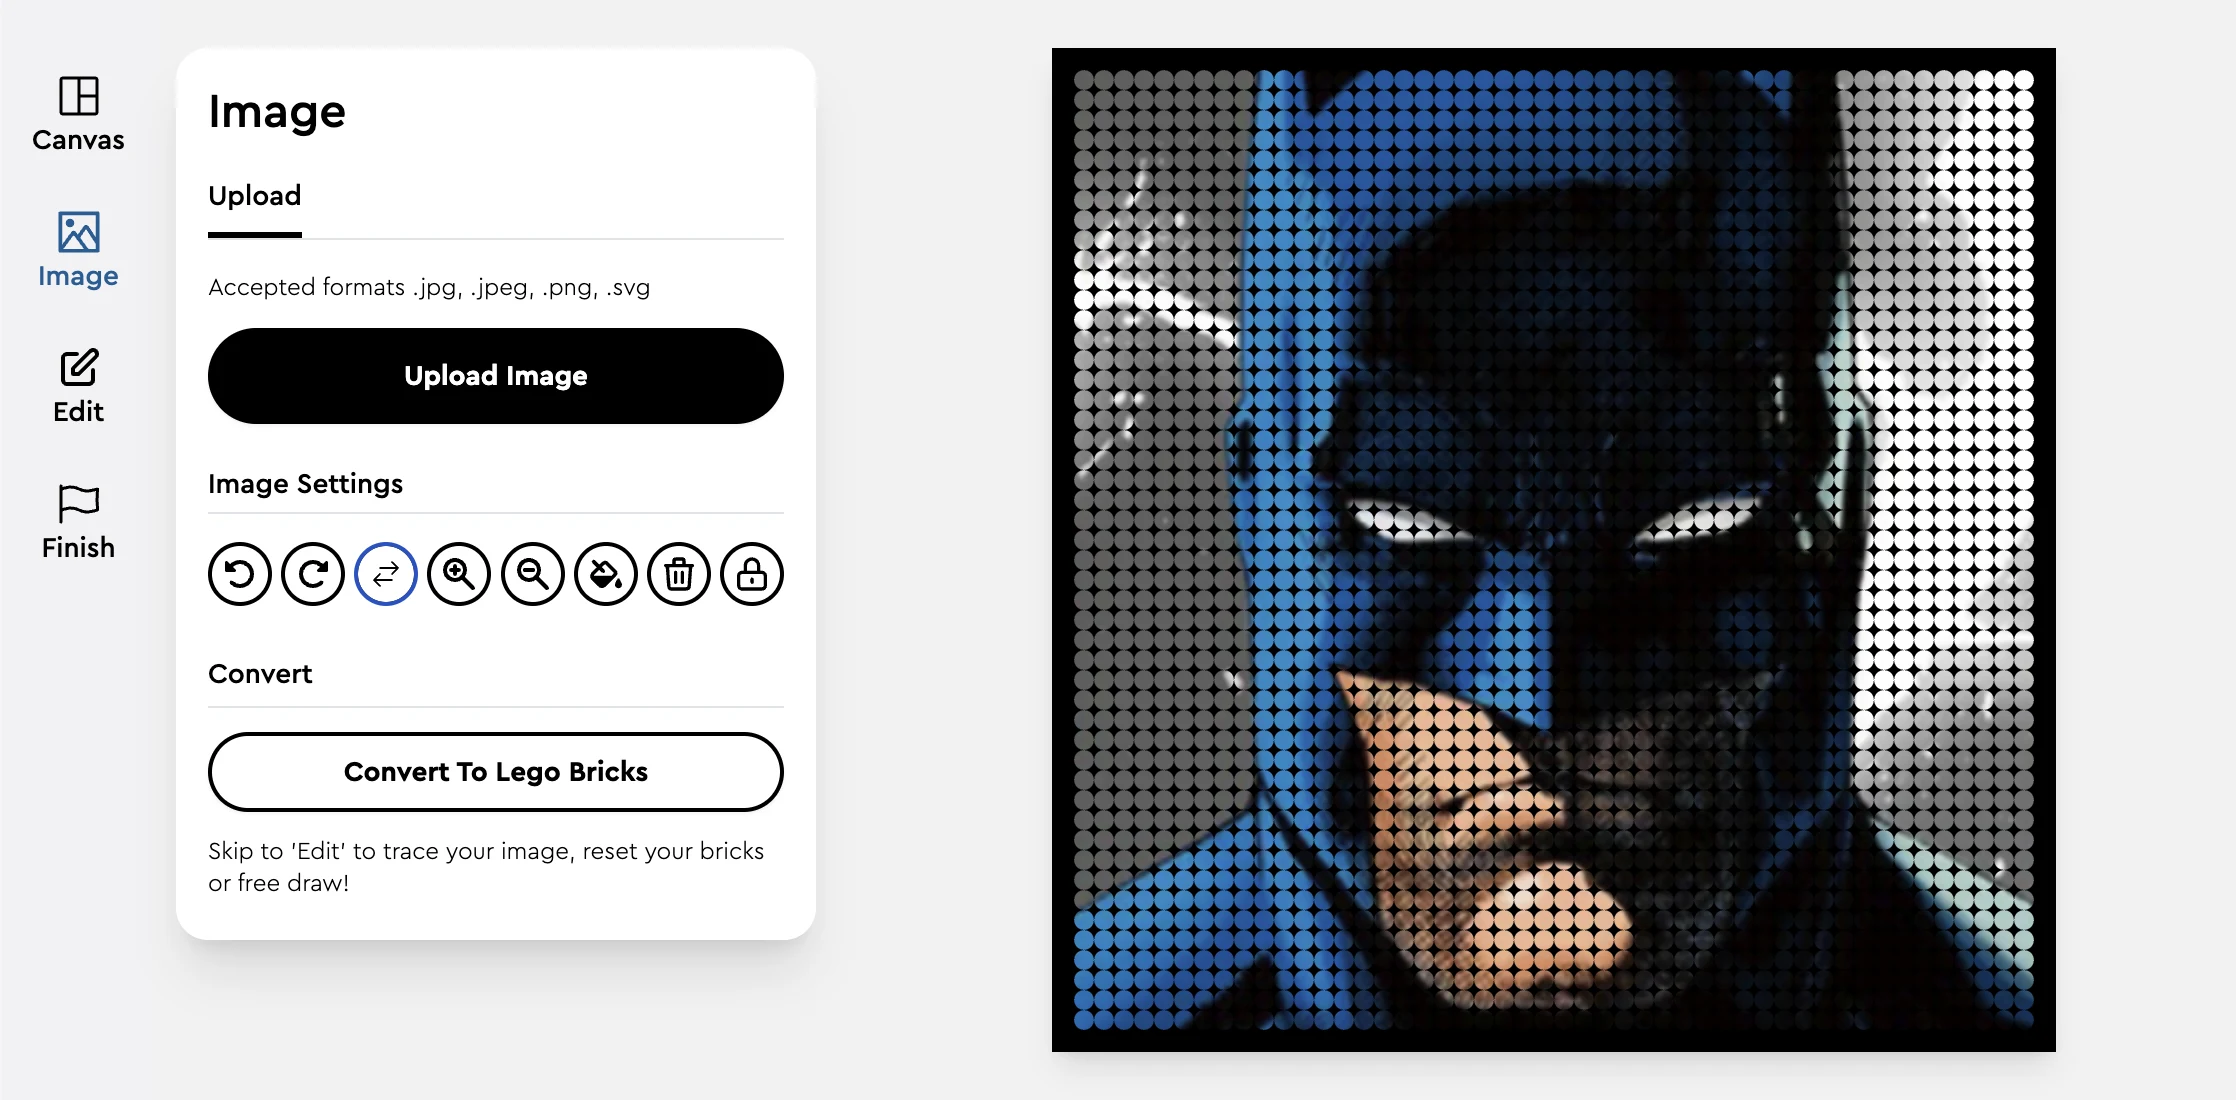 Canvas
Image
Edit
Finish
Image
Upload
Accepted formats .jpg, .jpeg, .png, .svg
Upload Image
Image Settings
Convert
Convert To Lego Bricks
Skip to 'Edit' to trace your image, reset your bricks
or free draw!